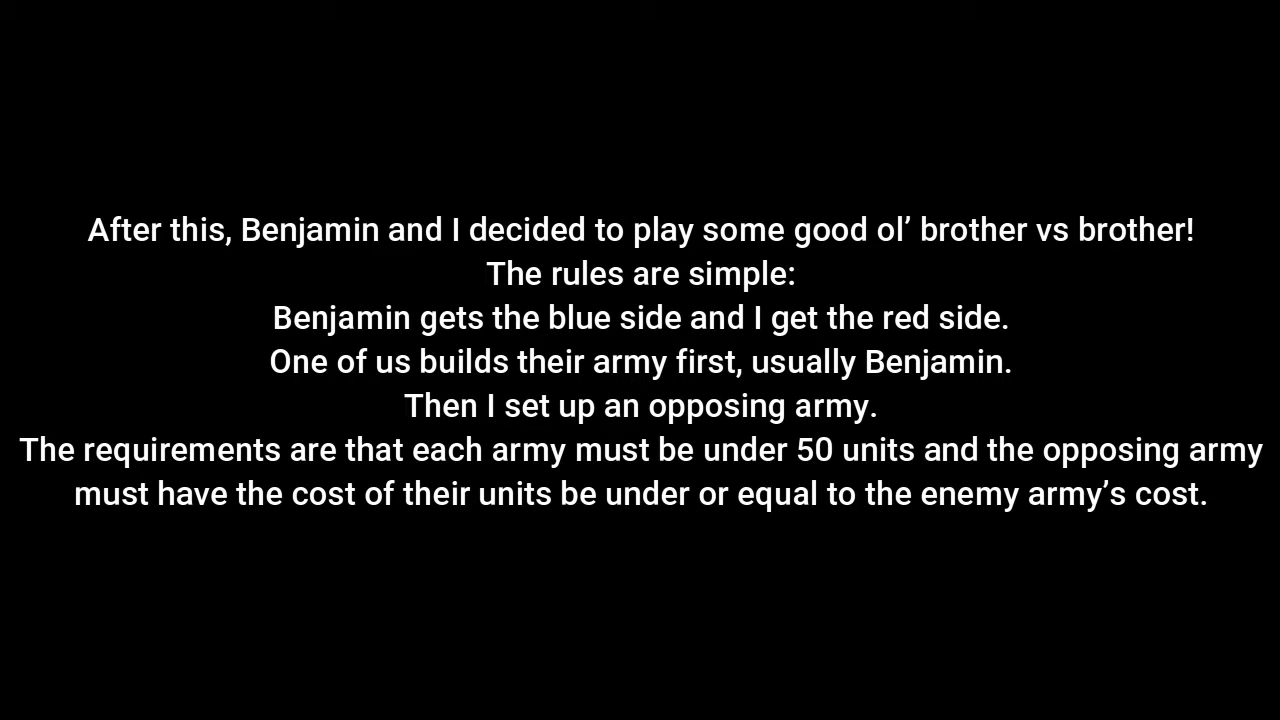 After this, Benjamin and I decided to play some good ol’ brother vs brother!
The rules are simple:
Benjamin gets the blue side and I get the red side.
One of us builds their army first, usually Benjamin.
Then I set up an opposing army.
The requirements are that each army must be under 50 units and the opposing army
must have the cost of their units be under or equal to the enemy army’s cost.